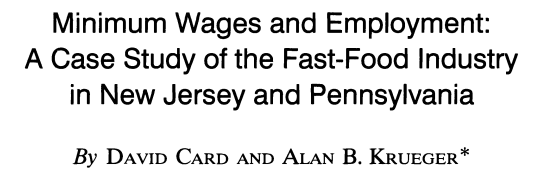 Minimum Wages and Employment:
A Case Study of the Fast-Food Industry
in New Jersey and Pennsylvania
By DAVID CARD AND ALAN B. KRUEGER*